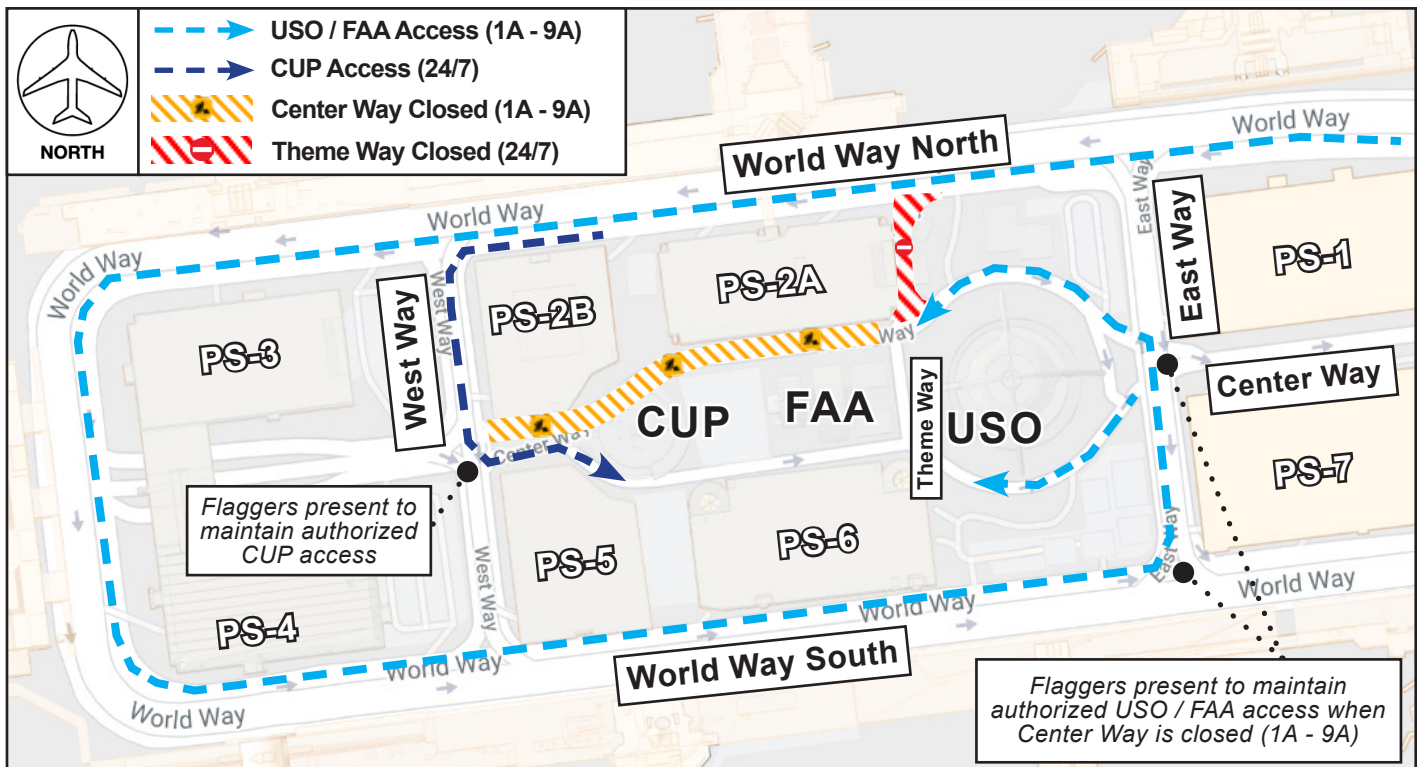 NORTH
USO / FAA Access (1A - 9A)
CUP Access (24/7)
Center Way Closed (1A - 9A)
Theme Way Closed (24/7)
World Way
World Way North
World Way
East Way
East Way
PS-1
World Way
West Way
West Way
PS-2B
PS-2A
PS-3
Way
Center Way
CUP
FAA
USO
Theme Way
Center Way
PS-7
Flaggers present to
maintain authorized
CUP access
PS-5
PS-6
East Way
West Way
PS-4
World Way
World Way
World Way
World Way South
World Way
Flaggers present to maintain
authorized USO / FAA access when
Center Way is closed (1A - 9A)